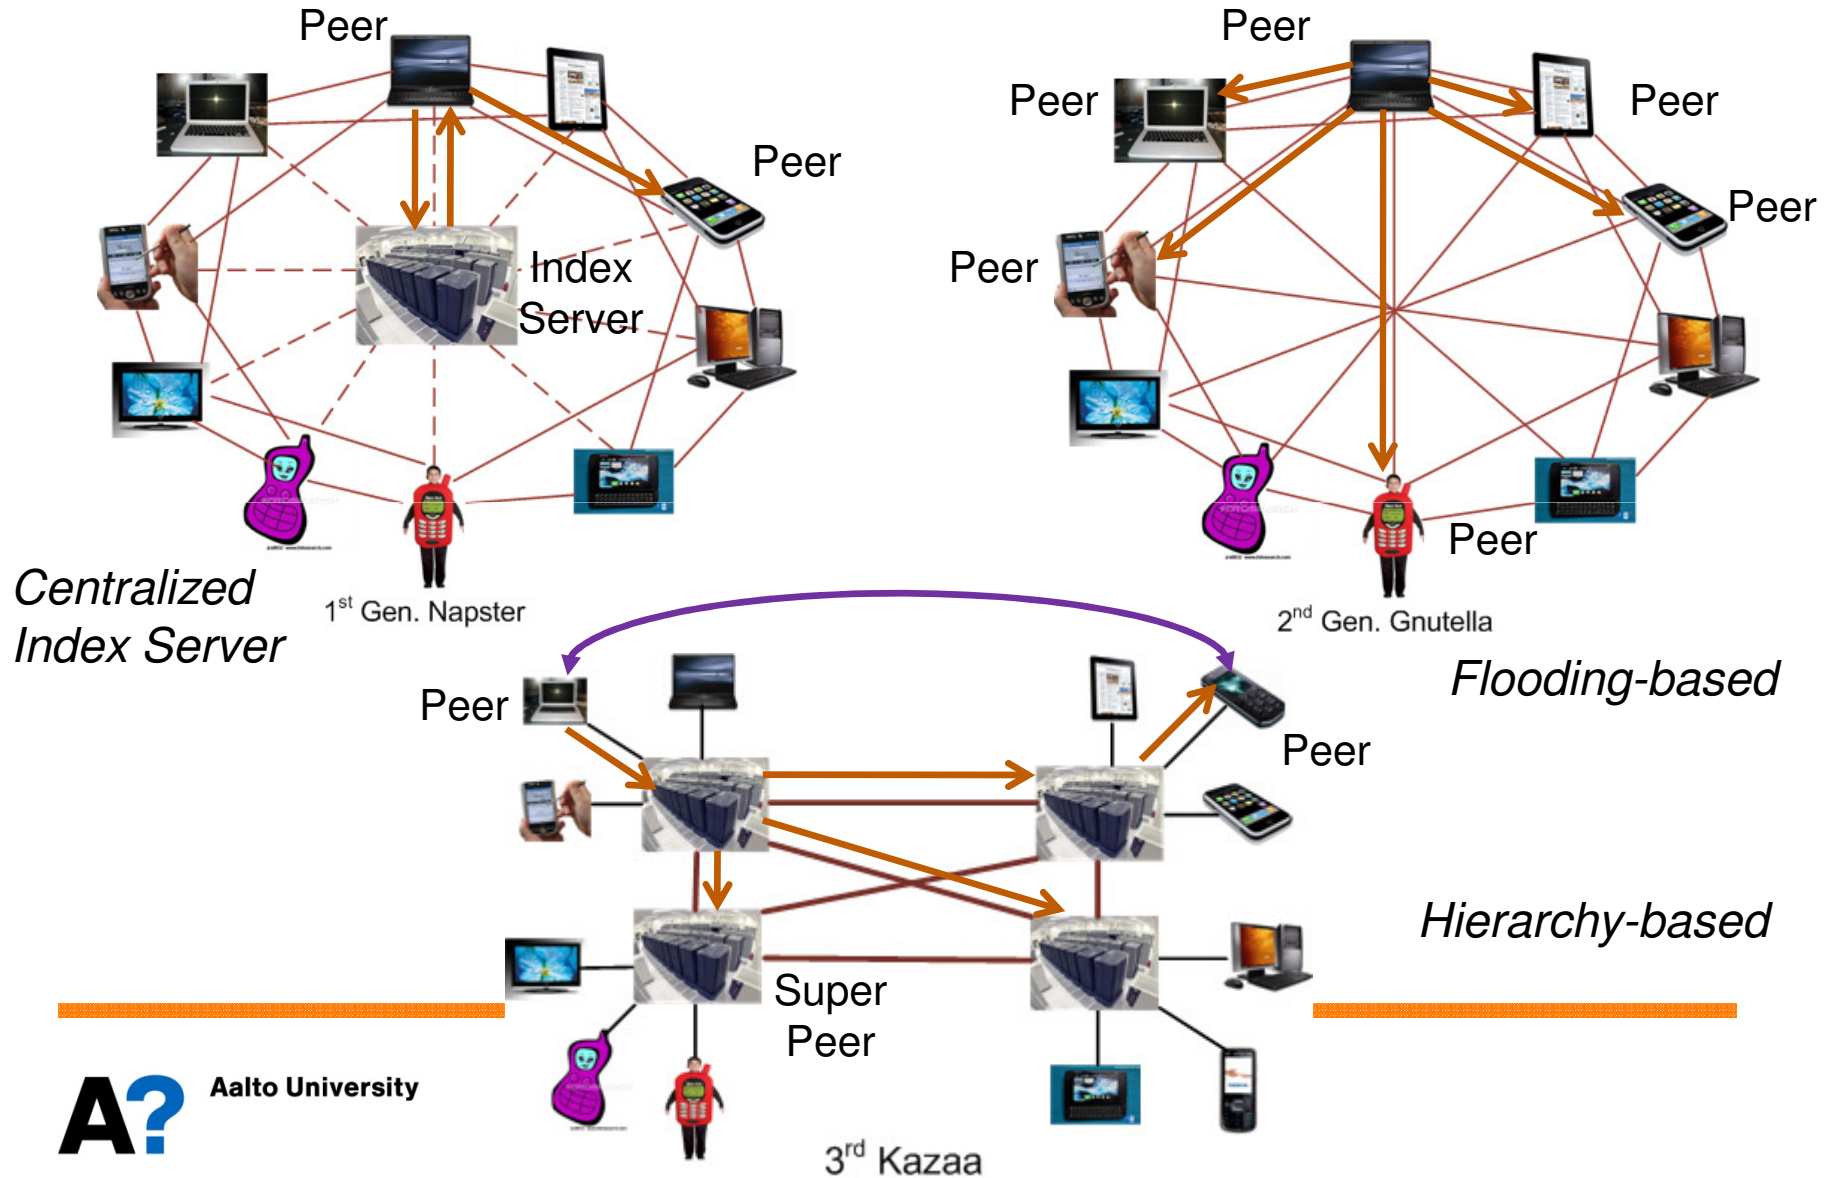 Peer
Peer
Index
Server
Centralized
Index Server
1st Gen. Napster
Peer
Peer
Peer
Peer
Peer
Peer
2nd Gen. Gnutella
Flooding-based
Peer
Peer
Hierarchy-based
Super
Peer
3rd Kazaa
A?
Aalto University